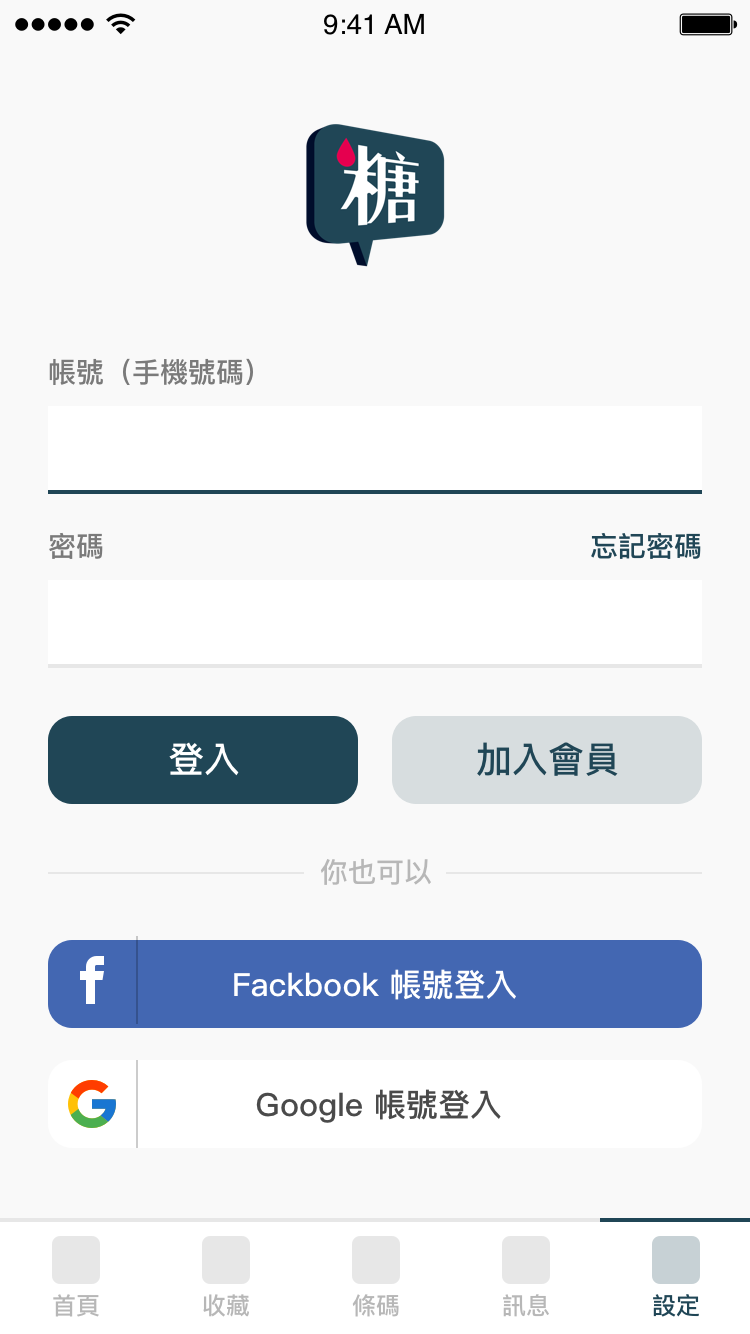 9:41 AM
糖
帳號（手機號碼）
密碼
忘記密碼
登入
加入會員
你也可以
Fackbook 帳號登入
Google 帳號登入
首頁
收藏
條碼
訊息
設定